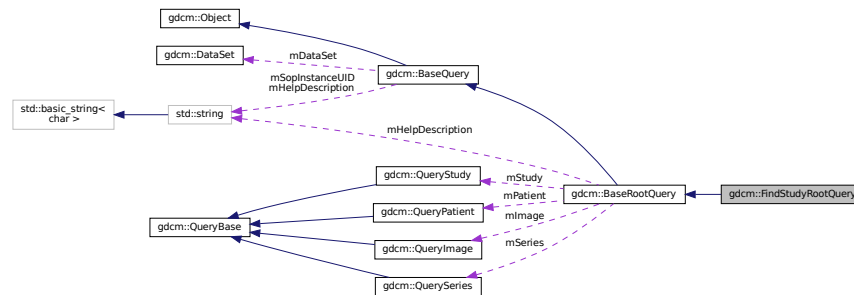 gdcm::Object
gdcm::DataSet
mDataSet
gdcm::BaseQuery
mSopInstanceUID
mHelpDescription
std::basic_string<
char >
std::string
mHelpDescription
gdcm::QueryStudy
mStudy
gdcm::BaseRootQuery
gdcm::FindStudyRootQuery
mPatient
gdcm::QueryPatient
mImage
gdcm::QueryBase
gdcm::QueryImage
mSeries
gdcm::QuerySeries